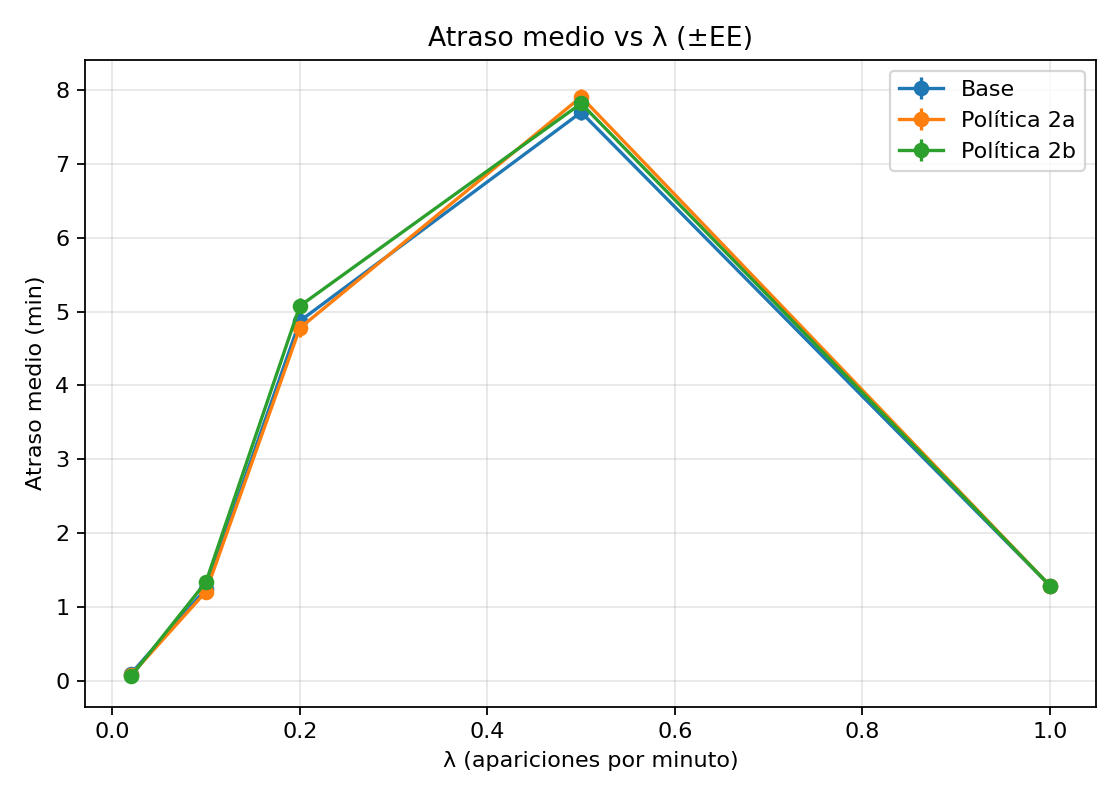 Atraso medio vs λ (±EE)
Base
Política 2a
Política 2b
Atraso medio (min)
8
7
6
5
4
3
2
1
0
0.0 0.2 0.4 0.6 0.8 1.0
λ (apariciones por minuto)